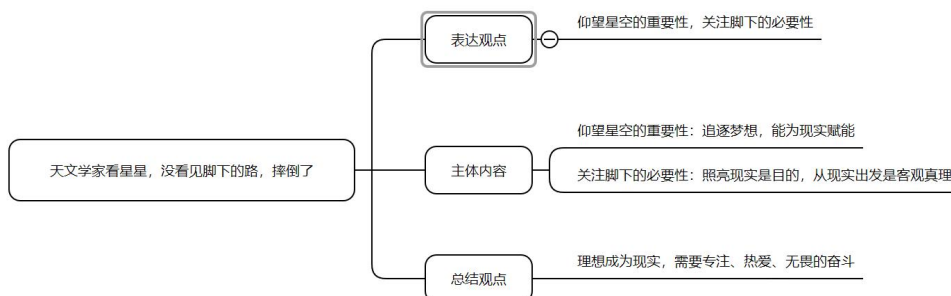 天文学家看星星，没看见脚下的路，摔倒了
表达观点
仰望星空的重要性，关注脚下的必要性
主体内容
仰望星空的重要性：追逐梦想，能为现实赋能
关注脚下的必要性：照亮现实是目的，从现实出发是客观真理
总结观点
理想成为现实，需要专注、热爱、无畏的奋斗